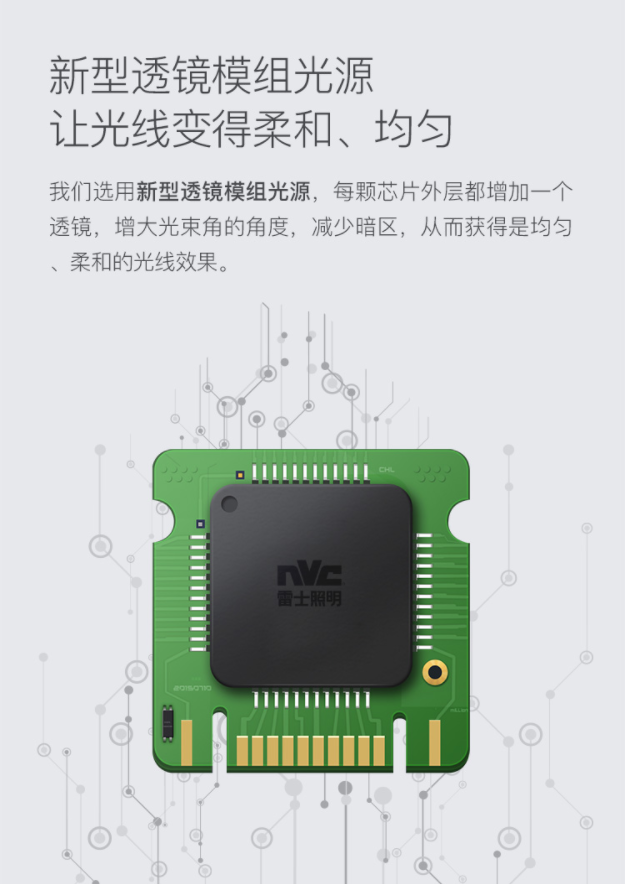 新型透镜模组光源
让光线变得柔和、均匀
我们选用新型透镜模组光源，每颗芯片外层都增加一个
透镜，增大光束角的角度，减少暗区，从而获得是均匀
、柔和的光线效果。
CHL
nVc
雷士照明